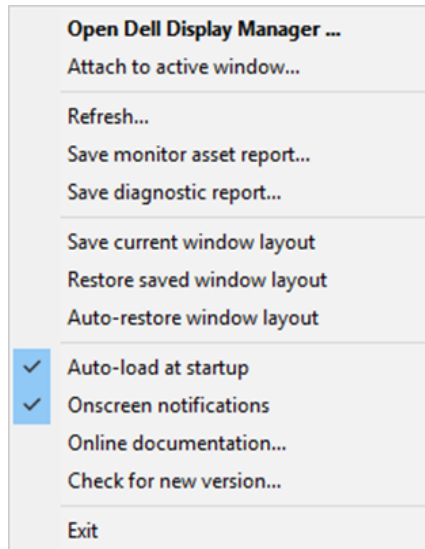 Open Dell Display Manager ...
Attach to active window...
Refresh...
Save monitor asset report...
Save diagnostic report...
Save current window layout
Restore saved window layout
Auto-restore window layout
Auto-load at startup
Onscreen notifications
Online documentation...
Check for new version...
Exit